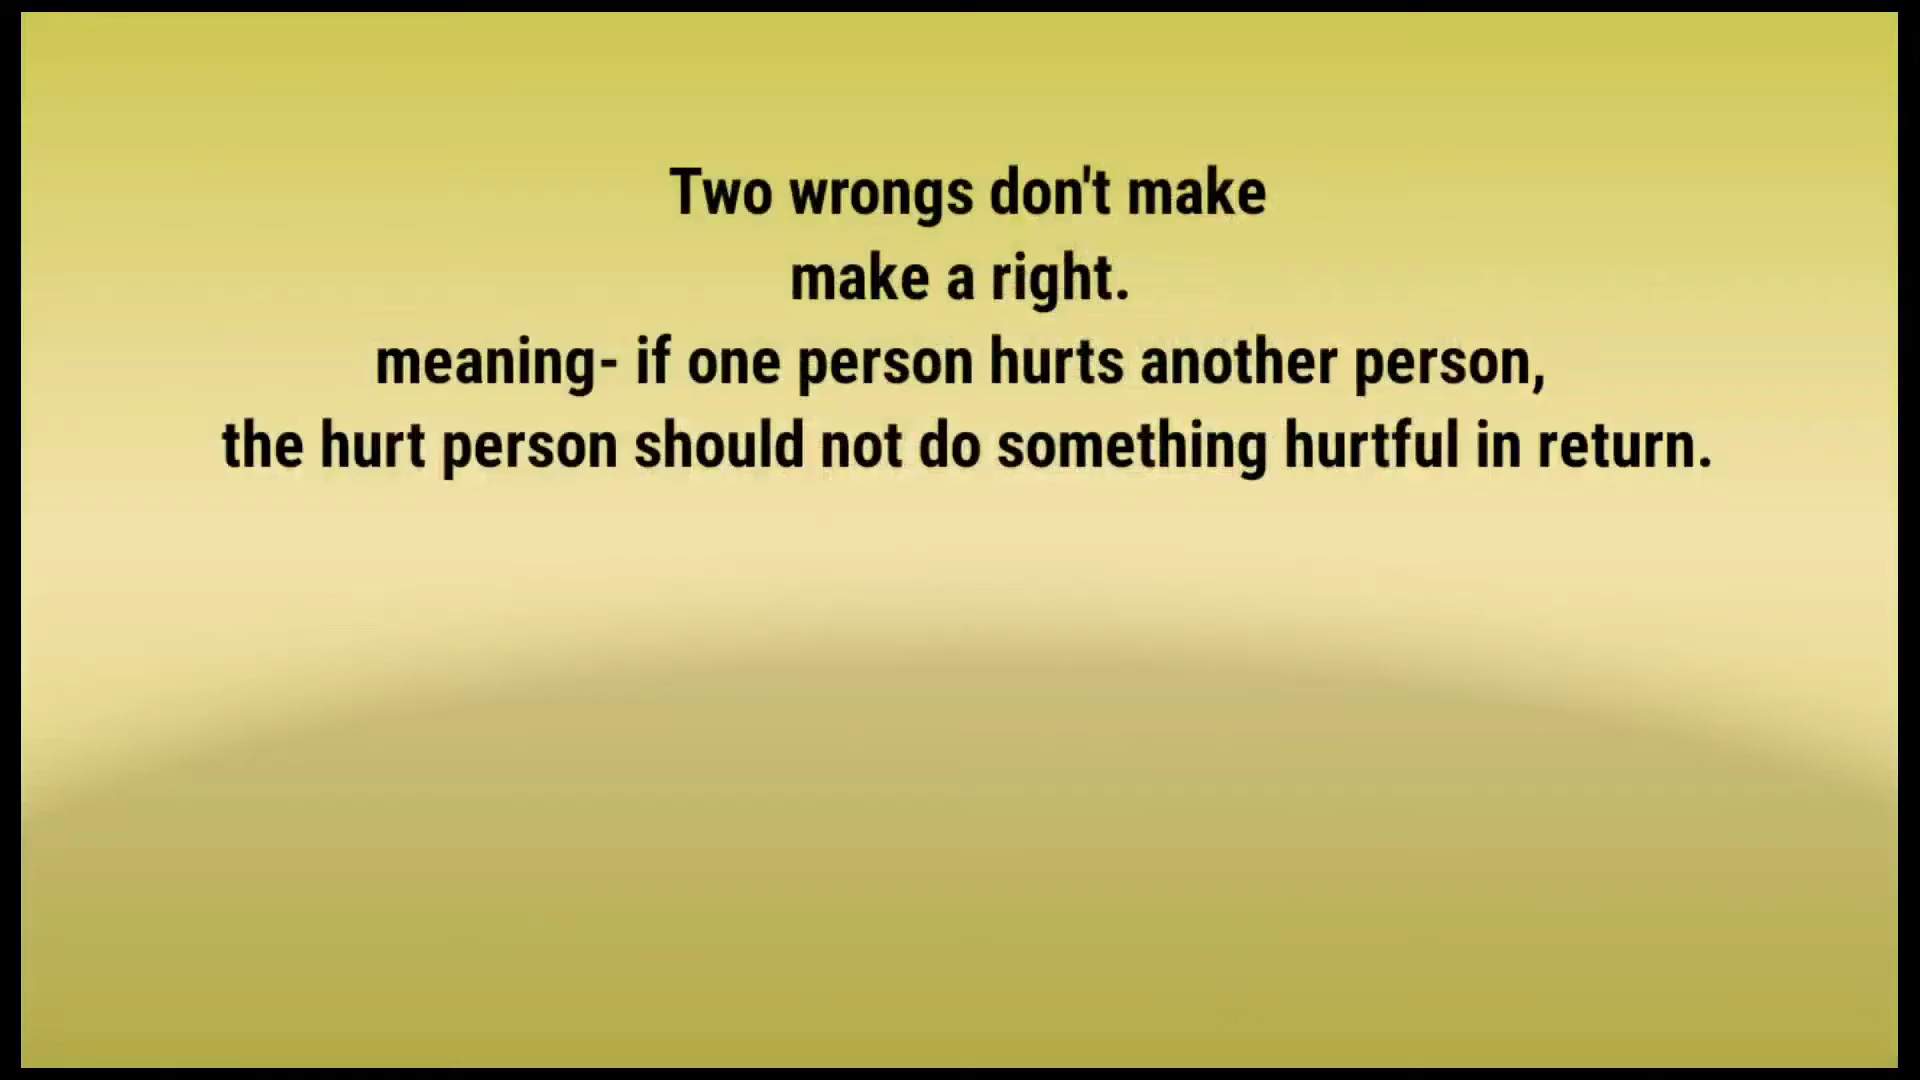 Two wrongs don't make
make a right.
meaning- if one person hurts another person,
the hurt person should not do something hurtful in return.